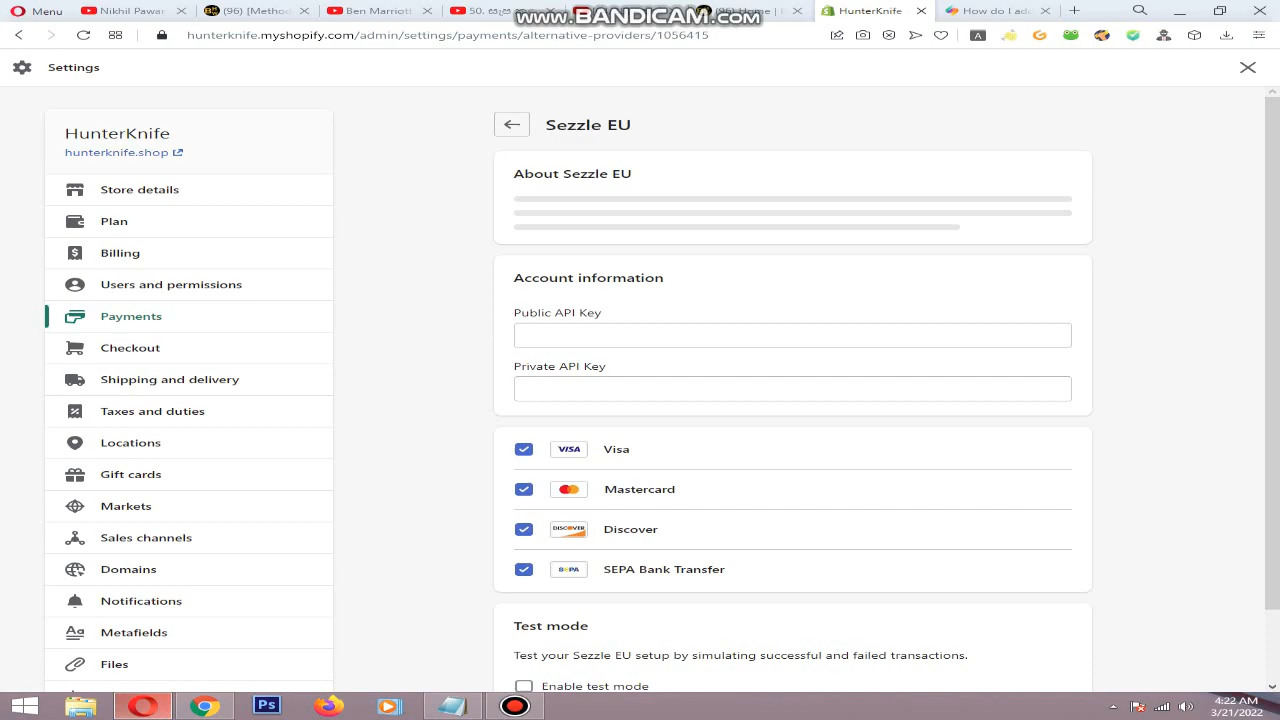 Menu
Nikhil Pawar
(96) [Method
Ben Marriott
50.
(96) Home
HunterKnife
How do I add
www.BANDICAM.com
hunterknife.myshopify.com/admin/settings/payments/alternative-providers/1056415
Settings
HunterKnife
hunterknife.shop
Store details
Plan
Billing
Users and permissions
Payments
Checkout
Shipping and delivery
Taxes and duties
Locations
Gift cards
Markets
Sales channels
Domains
Notifications
Metafields
Files
Sezzle EU
About Sezzle EU
Account information
Public API Key
Private API Key
VISA Visa
Mastercard
DISCOVER Discover
SEPA SEPA Bank Transfer
Test mode
Test your Sezzle EU setup by simulating successful and failed transactions.
Enable test mode
Ps
4:22 AM
3/21/2022